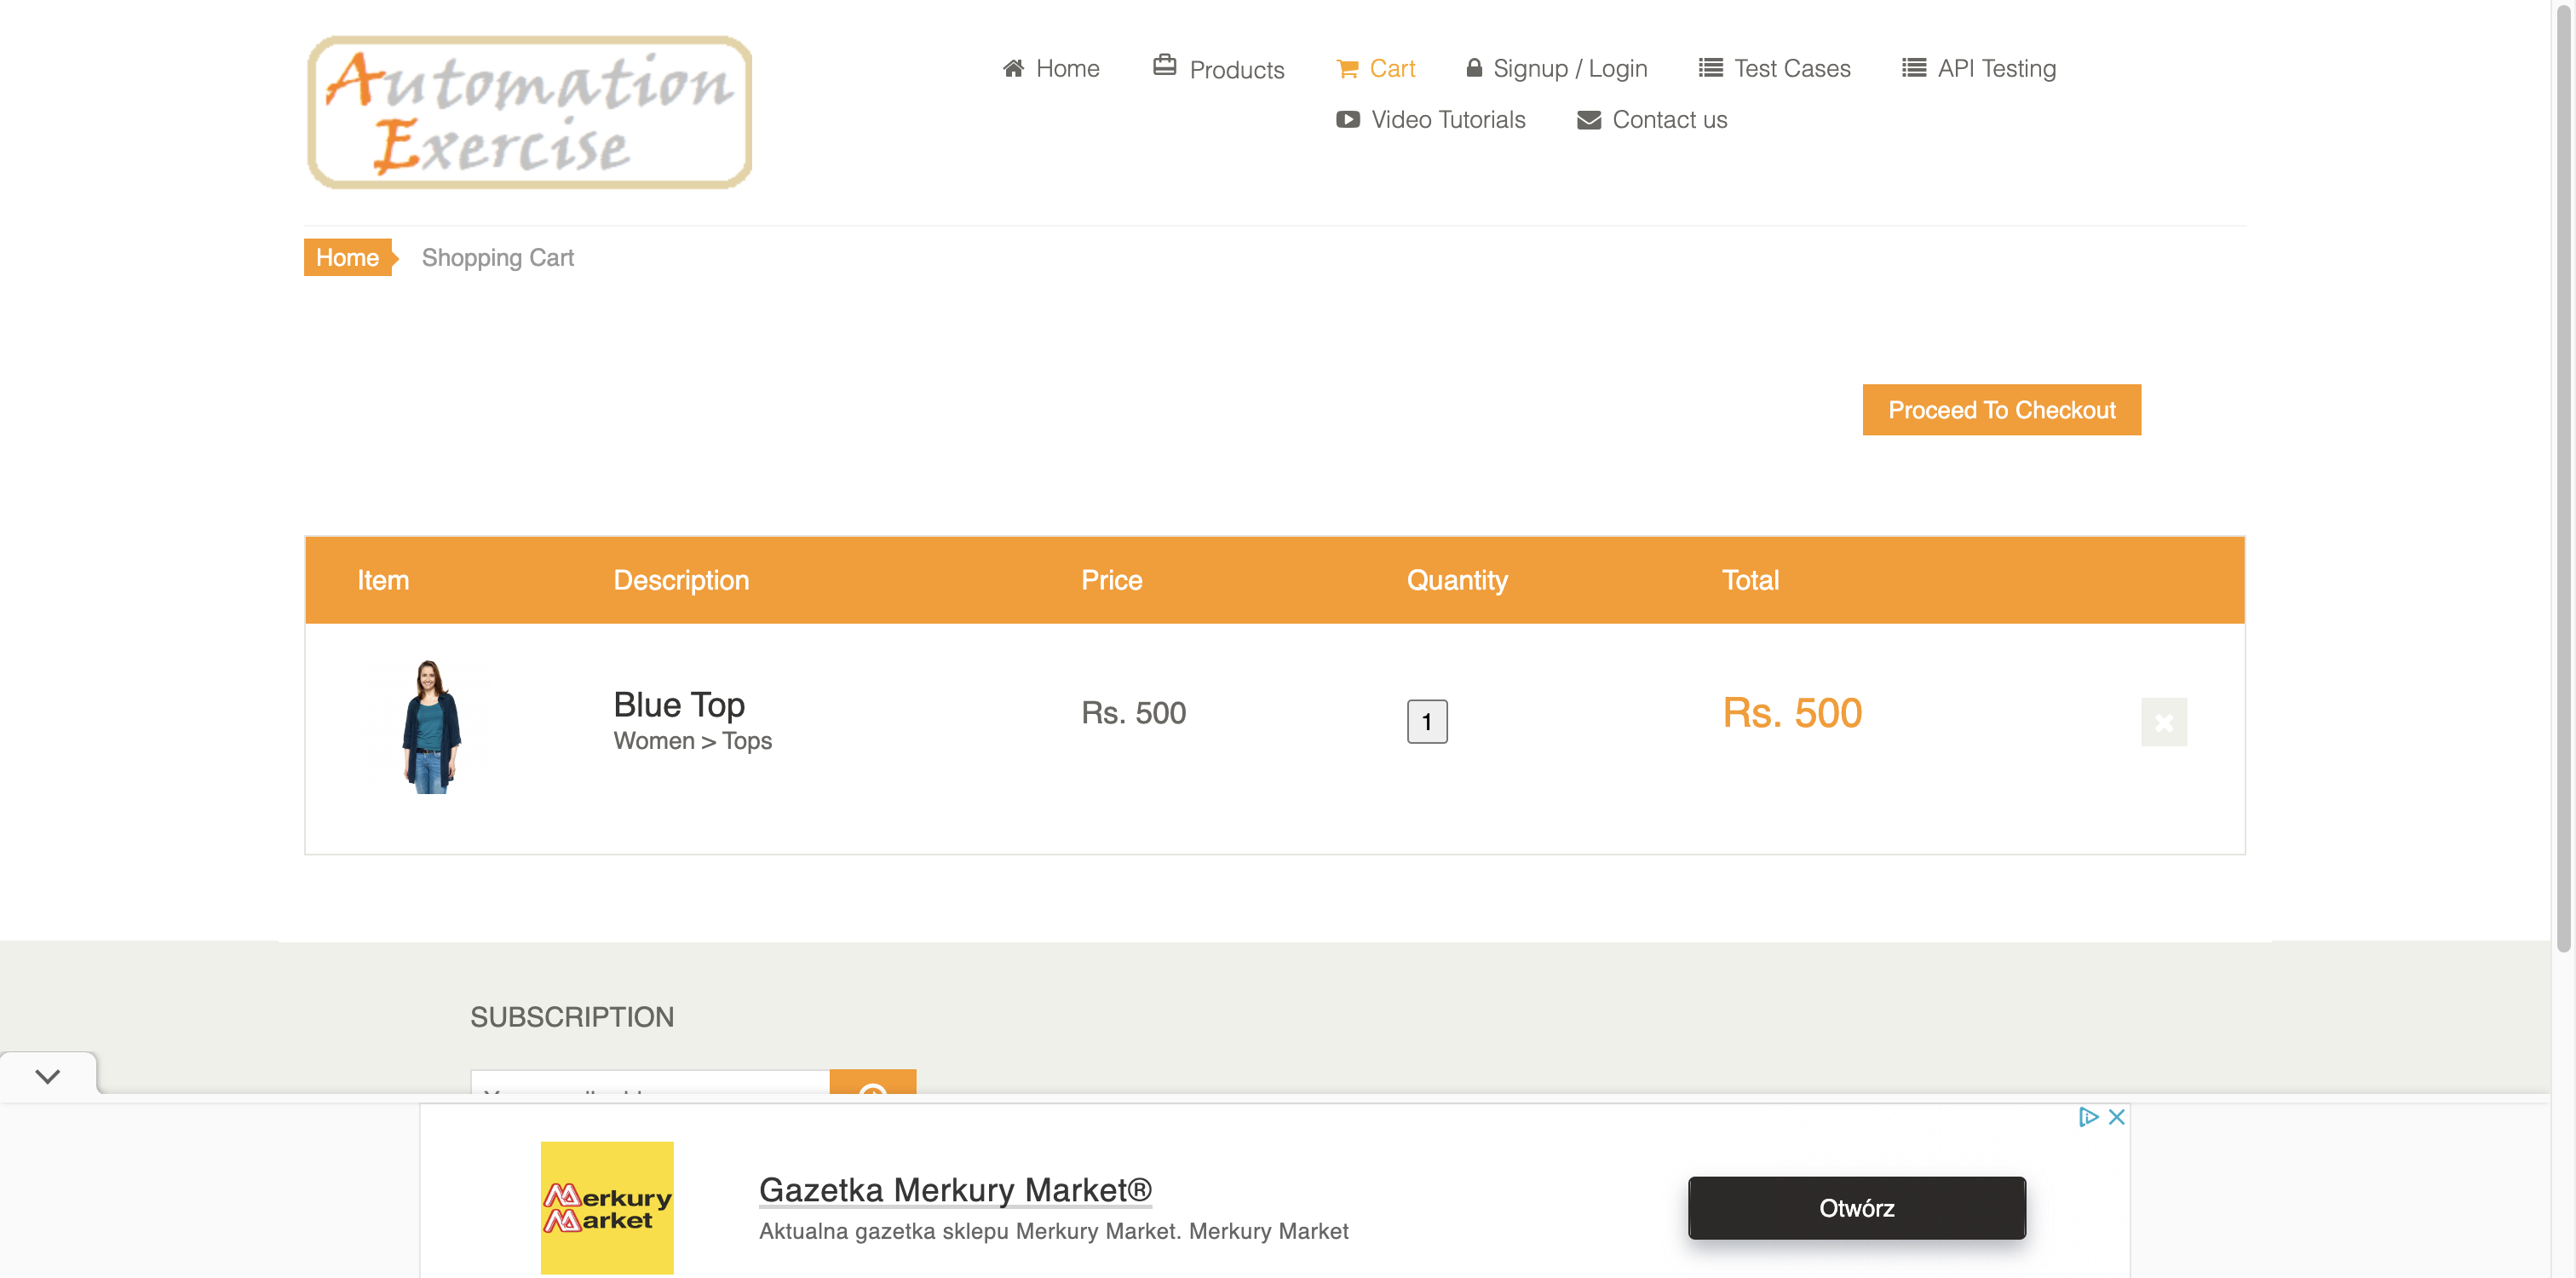 Automation
Exercise
Home
Products
Cart
Signup / Login
Test Cases
API Testing
Video Tutorials
Contact us
Home
Shopping Cart
Proceed To Checkout
Item
Description
Price
Quantity
Total
Blue Top
Women > Tops
Rs. 500
1
Rs. 500
SUBSCRIPTION
Merkury
Market
Gazetka Merkury Market®
Aktualna gazetka sklepu Merkury Market. Merkury Market
Otwórz